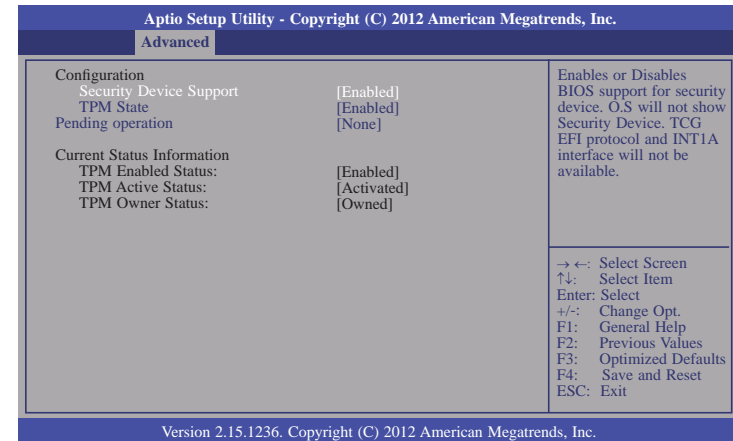 Aptio Setup Utility - Copyright (C) 2012 American Megatrends, Inc.
Advanced
Configuration
Security Device Support [Enabled]
TPM State [Enabled]
Pending operation [None]
Current Status Information
TPM Enabled Status: [Enabled]
TPM Active Status: [Activated]
TPM Owner Status: [Owned]
Enables or Disables
BIOS support for security
device. O.S will not show
Security Device. TCG
EFI protocol and INT1A
interface will not be
available.
→ ←: Select Screen
↑↓: Select Item
Enter: Select
+/-: Change Opt.
F1: General Help
F2: Previous Values
F3: Optimized Defaults
F4: Save and Reset
ESC: Exit
Version 2.15.1236. Copyright (C) 2012 American Megatrends, Inc.